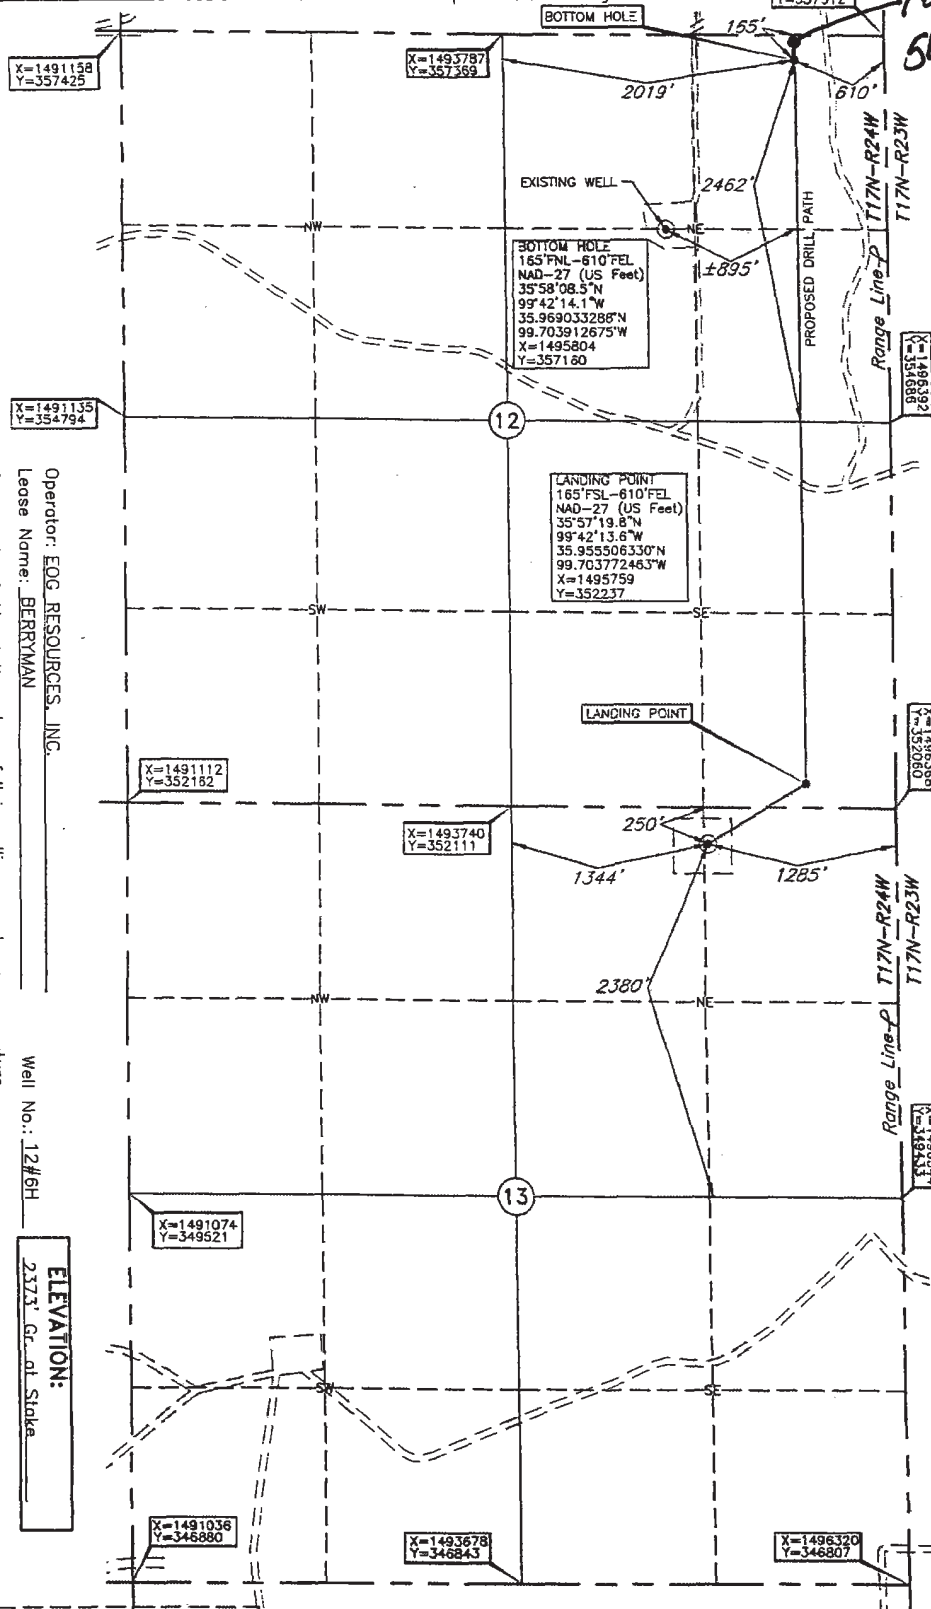 BOTTOM HOLE
165'
X=1491158
Y=357425
X=1493787
Y=357369
2019'
610'
T17N-R24W
T17N-R23W
EXISTING WELL
2462'
NW
NE
±895'
PROPOSED DRILL PATH
Range Line
BOTTOM HOLE
165'FNL-610'FEL
NAD-27 (US Feet)
35°58'08.5"N
99°42'14.1"W
35.969033288°N
99.703912675°W
X=1495804
Y=357160
X=1496392
Y=354686
X=1491135
Y=354794
12
LANDING POINT
165'FSL-610'FEL
NAD-27 (US Feet)
35°57'19.8"N
99°42'13.6"W
35.955506330°N
99.703772463°W
X=1495759
Y=352237
SW
SE
Operator: EOG RESOURCES, INC.
Lease Name: BERRYMAN
LANDING POINT
Y=352060
X=1491112
Y=352162
250'
X=1493740
Y=352111
1344'
1285'
T17N-R24W
T17N-R23W
2380'
NW
NE
Range Line
Well No.: 12#6H
Y=349433
13
X=1491074
Y=349521
ELEVATION:
2373' Gr. at Stake
SW
SE
X=1491036
Y=346880
X=1493678
Y=346843
X=1496320
Y=346807